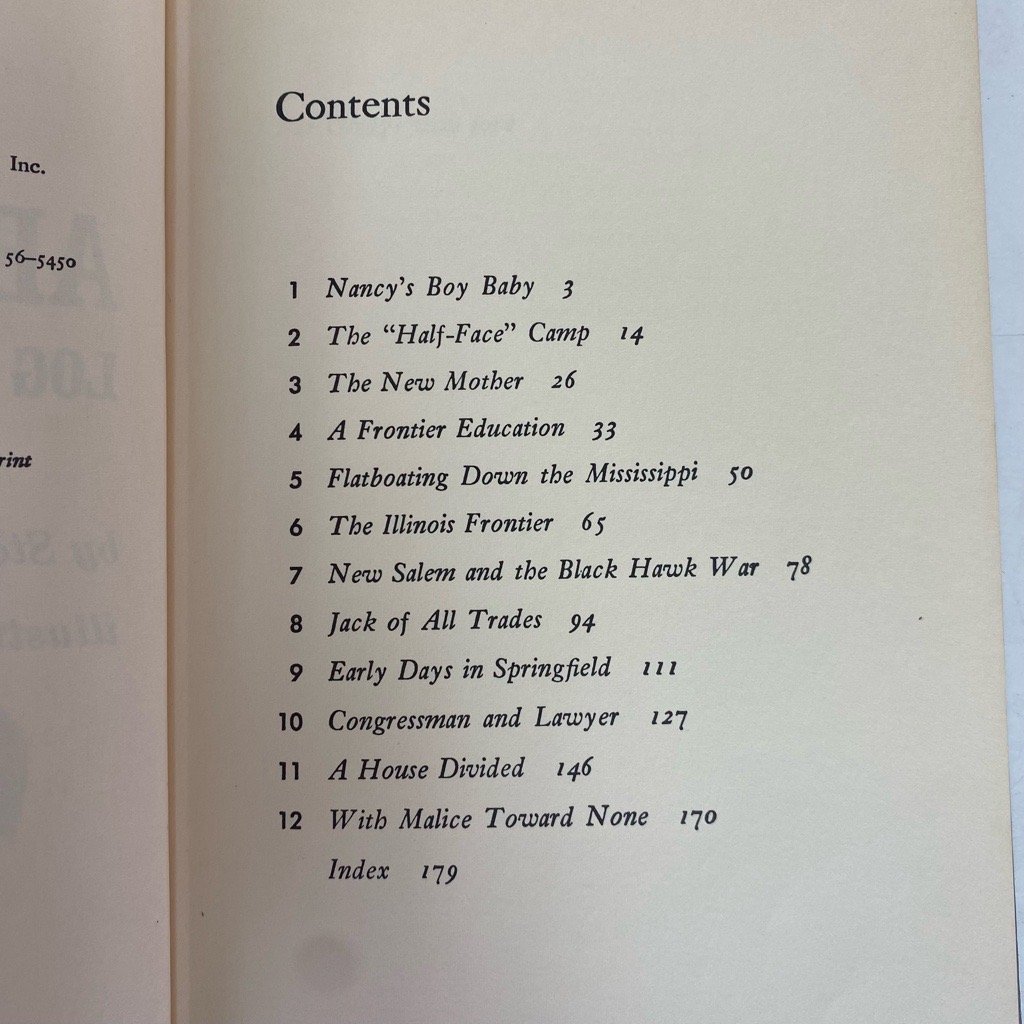 Inc.
56–5450
rint
Contents
1 Nancy's Boy Baby 3
2 The “Half-Face” Camp 14
3 The New Mother 26
4 A Frontier Education 33
5 Flatboating Down the Mississippi 50
6 The Illinois Frontier 65
7 New Salem and the Black Hawk War 78
8 Jack of All Trades 94
9 Early Days in Springfield 111
10 Congressman and Lawyer 127
11 A House Divided 146
12 With Malice Toward None 170
Index 179